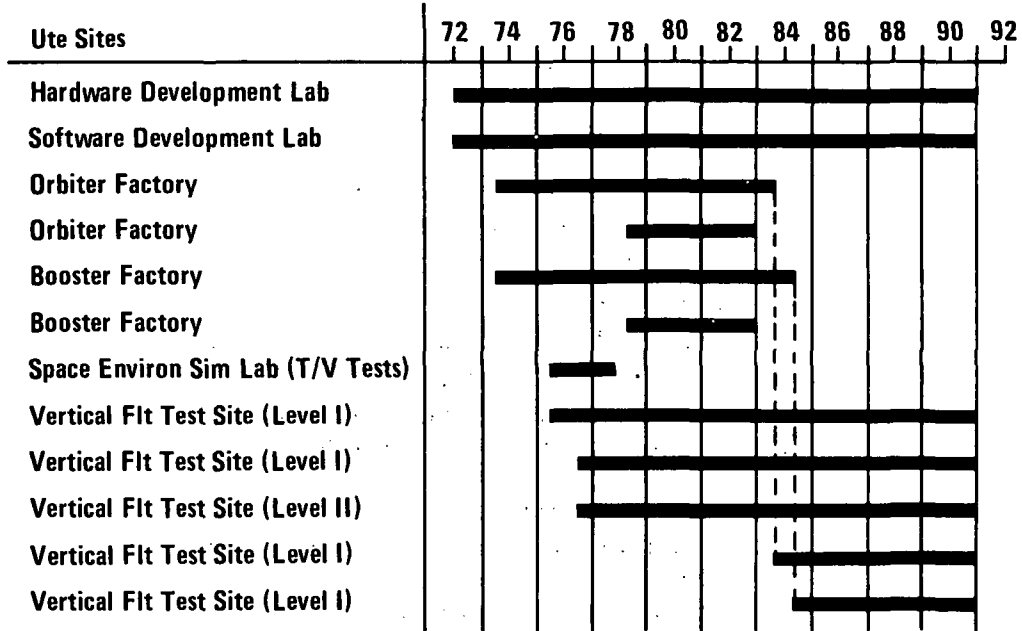 Ute Sites 72 74 76 78 80 82 84 86 88 90 92
Hardware Development Lab
Software Development Lab
Orbiter Factory
Orbiter Factory
Booster Factory
Booster Factory
Space Environ Sim Lab (T/V Tests)
Vertical Flt Test Site (Level I)
Vertical Flt Test Site (Level I)
Vertical Flt Test Site (Level II)
Vertical Flt Test Site (Level I)
Vertical Flt Test Site (Level I)